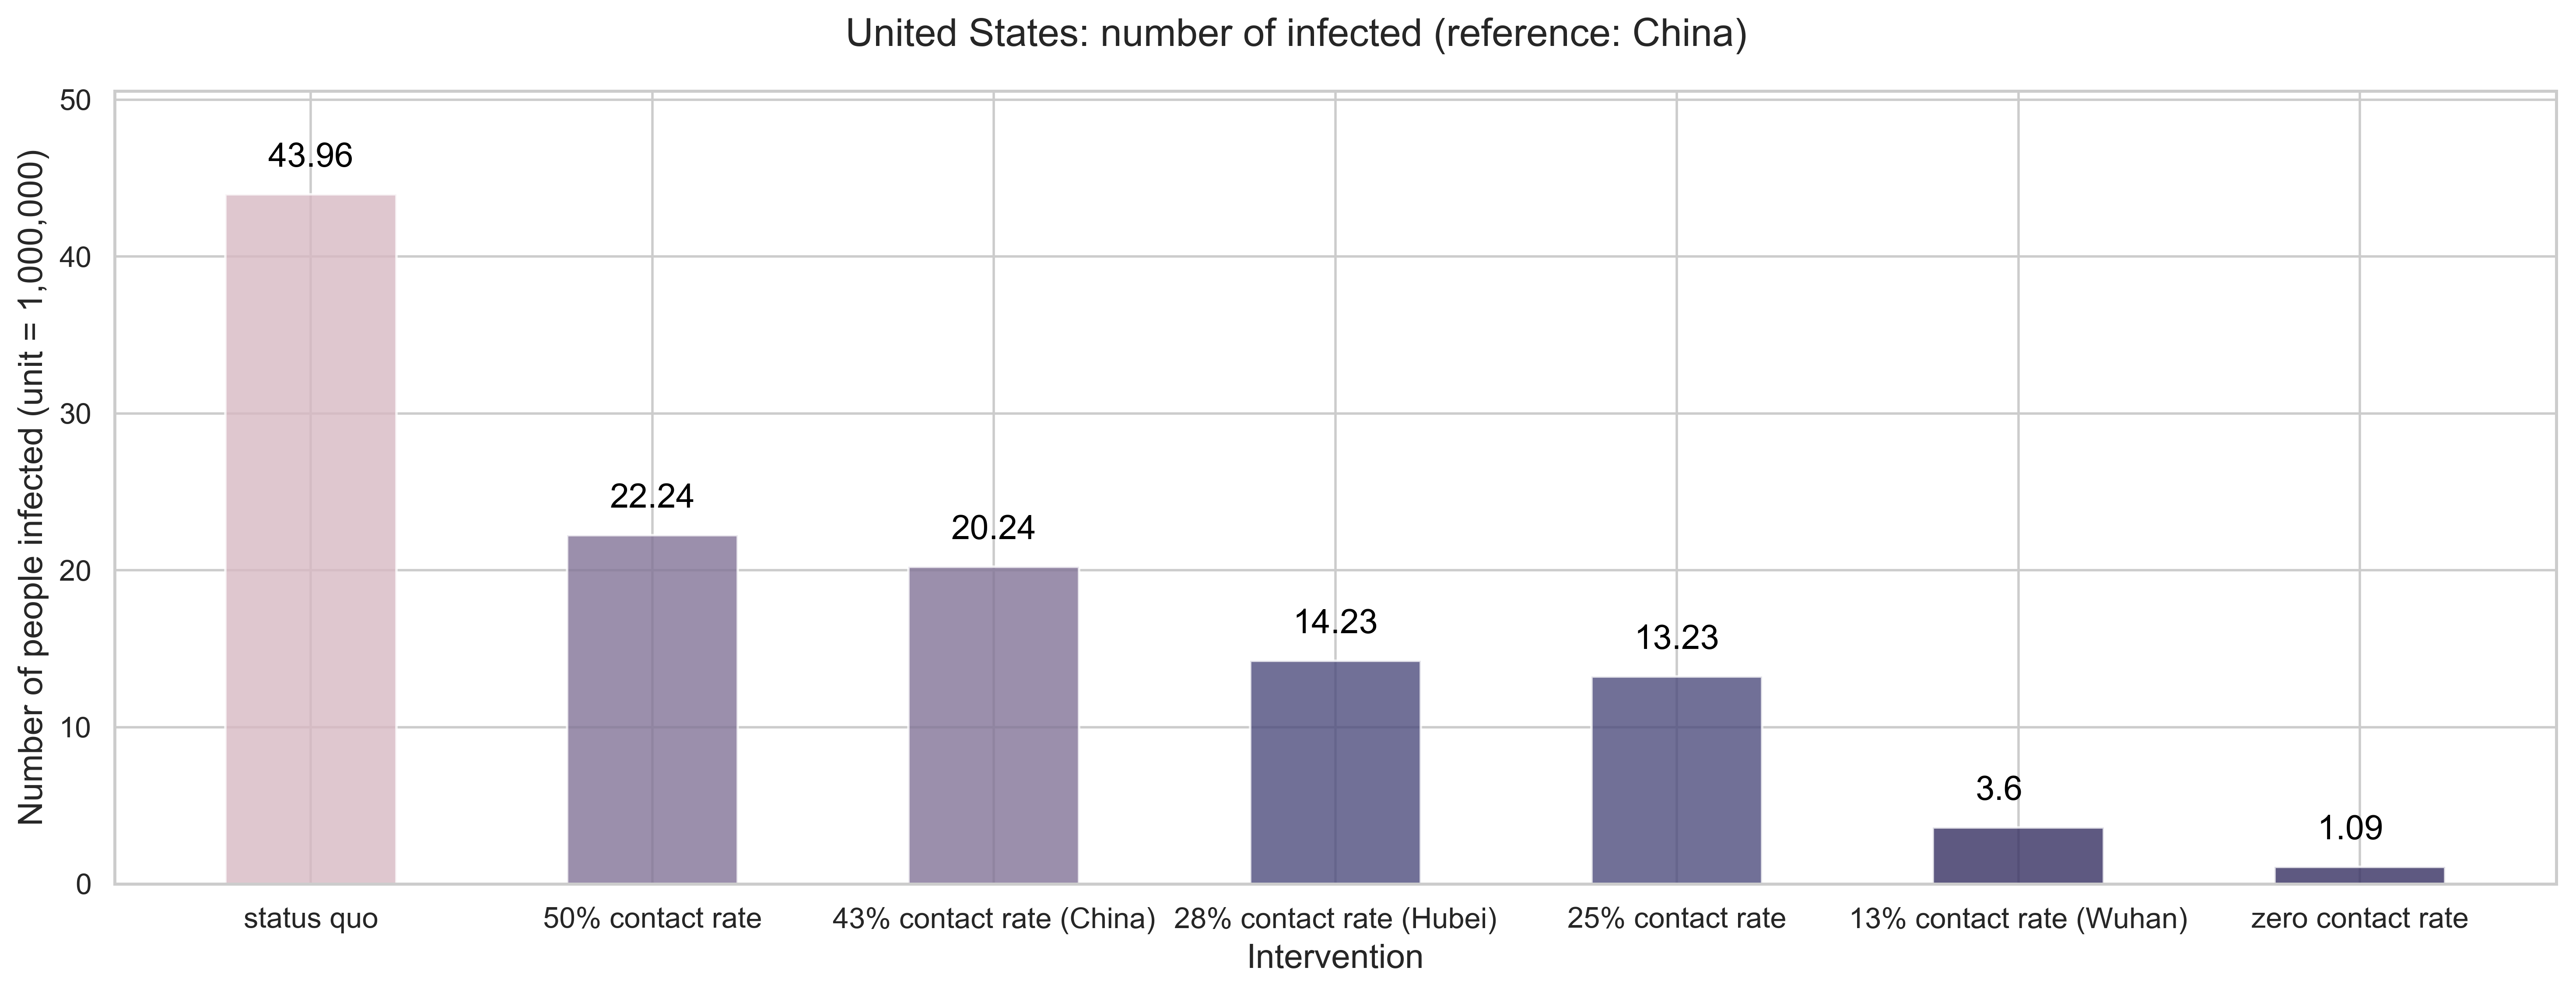 United States: number of infected (reference: China)
Number of people infected (unit = 1,000,000)
50
40
30
20
10
0
43.96
22.24
20.24
14.23
13.23
3.6
1.09
status quo
50% contact rate
43% contact rate (China)
28% contact rate (Hubei)
25% contact rate
13% contact rate (Wuhan)
zero contact rate
Intervention